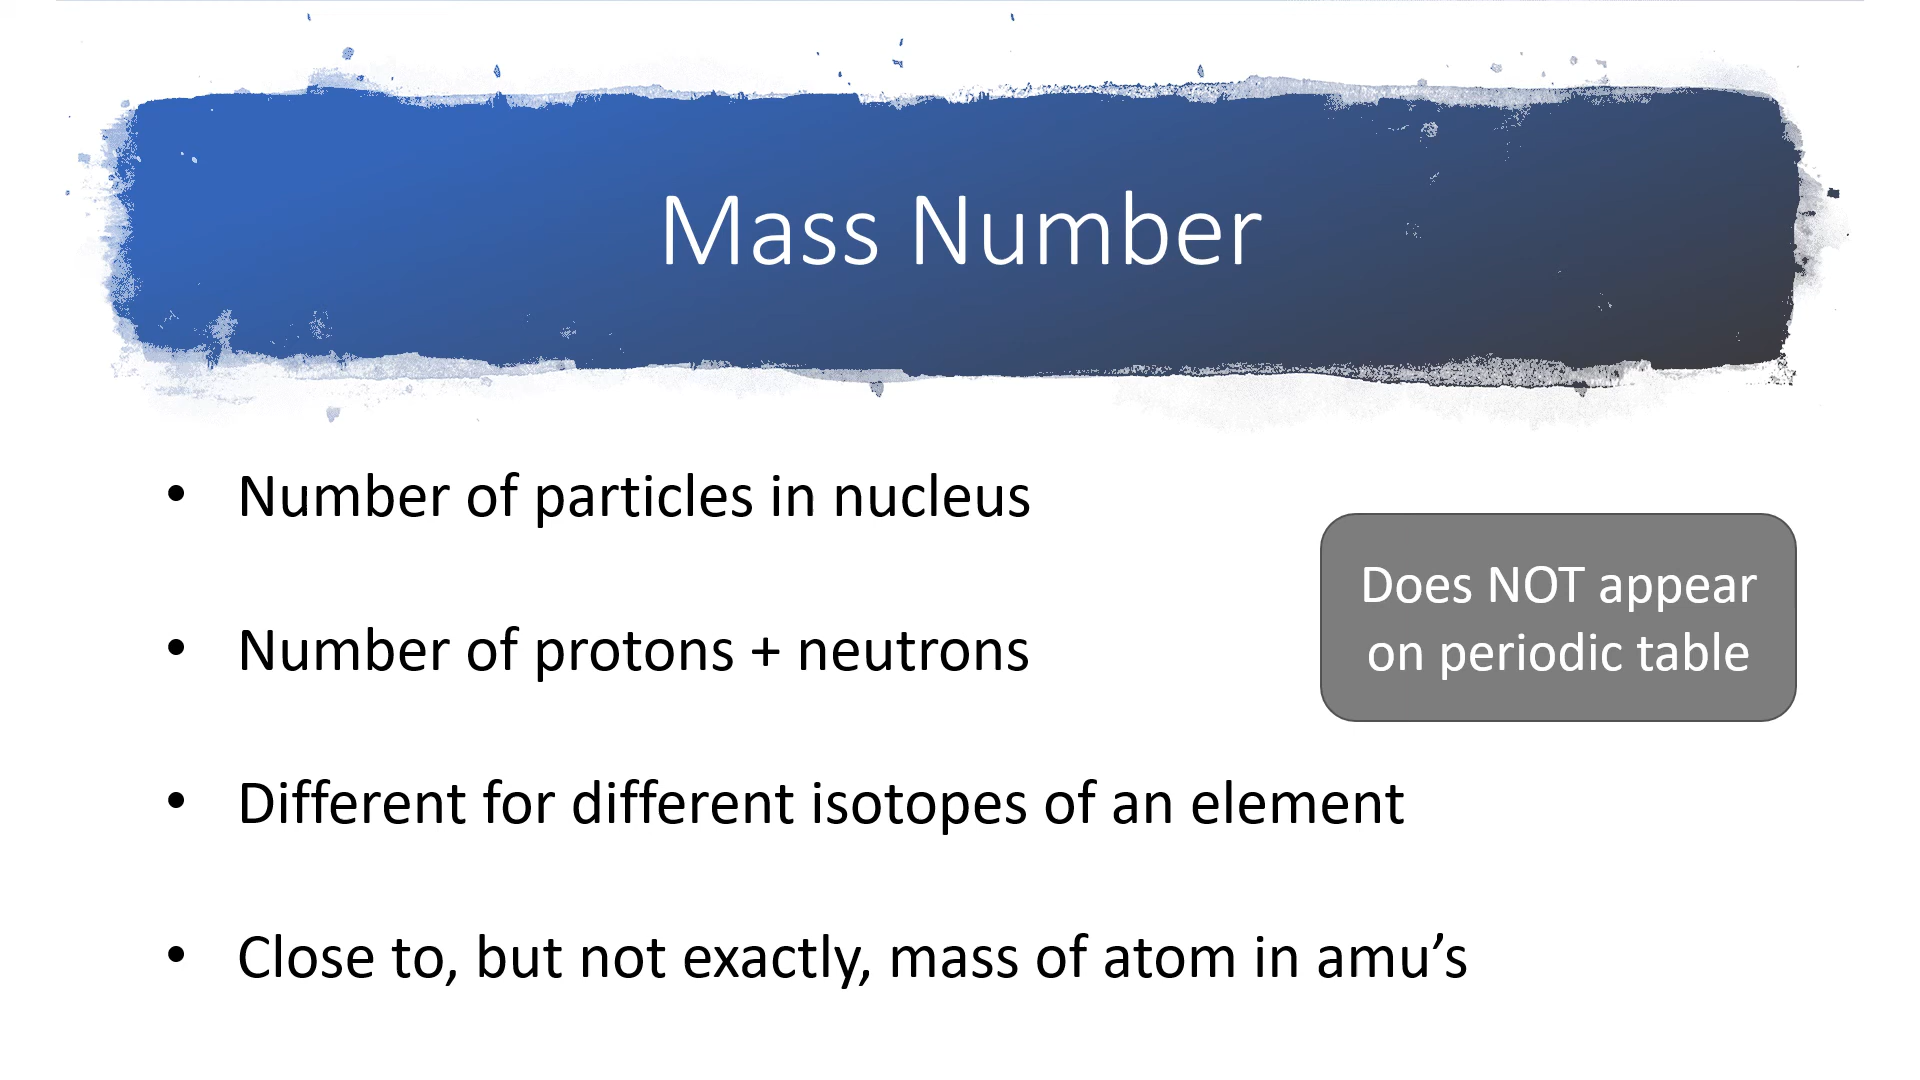 Mass Number
• Number of particles in nucleus
Does NOT appear
on periodic table
• Number of protons + neutrons
• Different for different isotopes of an element
• Close to, but not exactly, mass of atom in amu’s